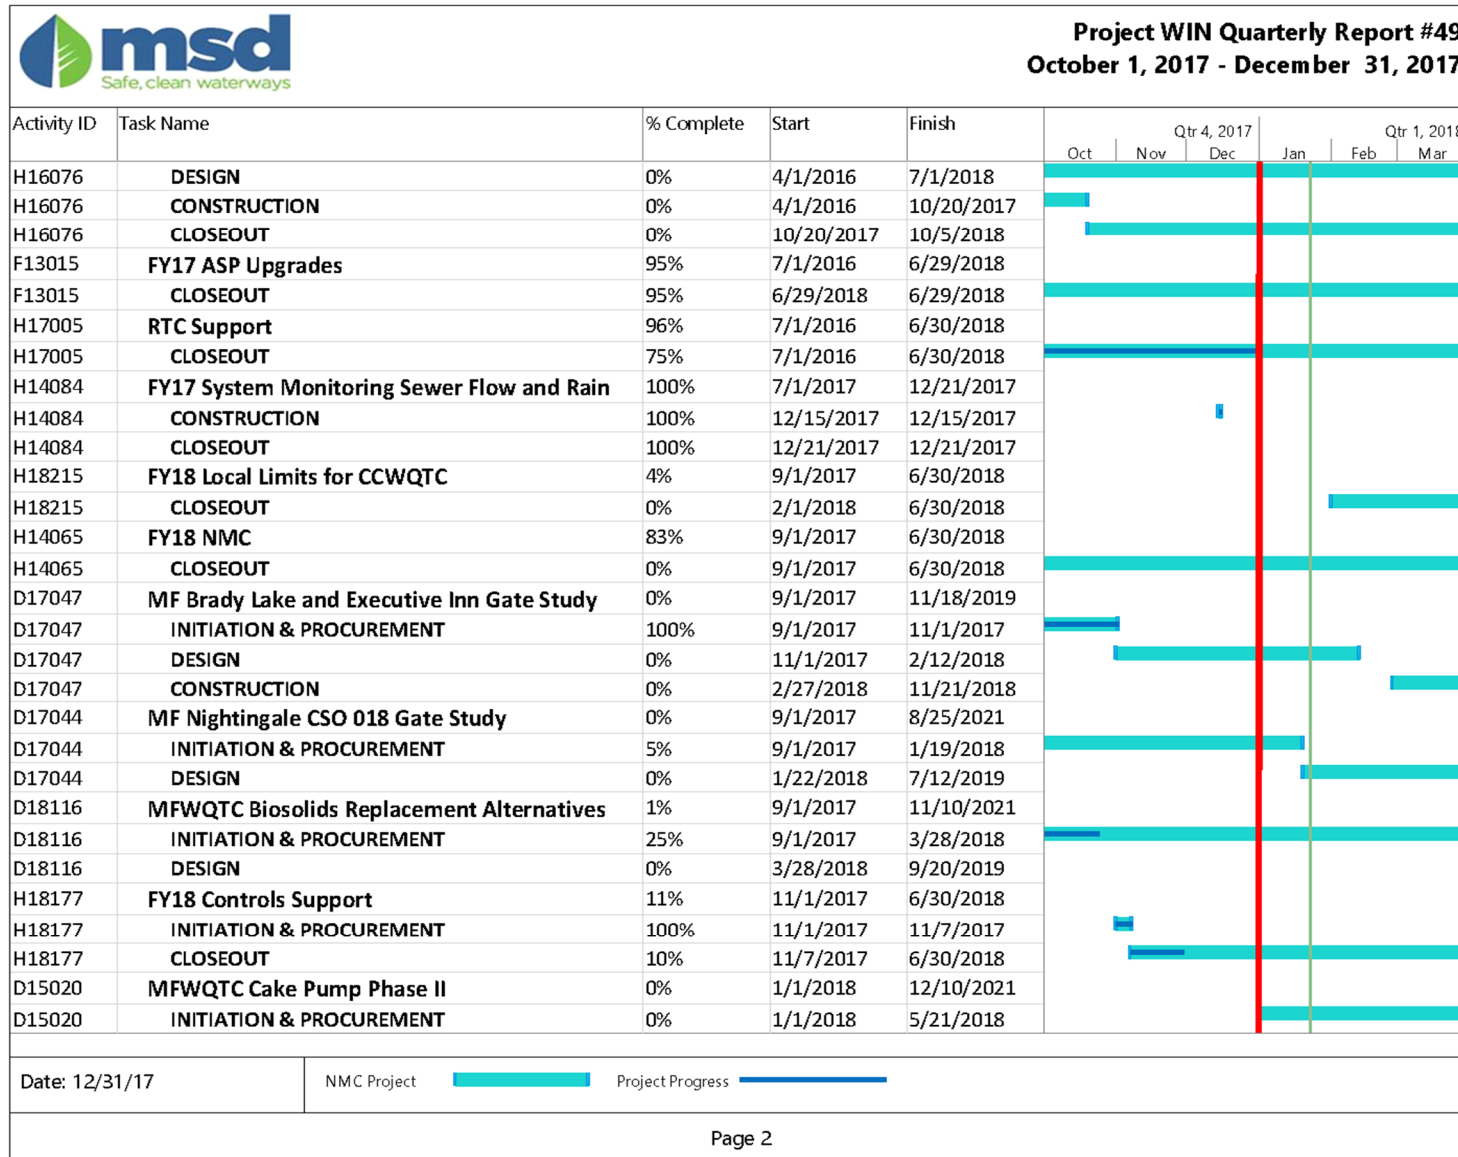 msd
Safe, clean waterways
Project WIN Quarterly Report #49
October 1, 2017 - December 31, 2017
Activity ID Task Name % Complete Start Finish
Qtr 4, 2017 Qtr 1, 2018
Oct Nov Dec Jan Feb Mar
H16076 DESIGN 0% 4/1/2016 7/1/2018
H16076 CONSTRUCTION 0% 4/1/2016 10/20/2017
H16076 CLOSEOUT 0% 10/20/2017 10/5/2018
F13015 FY17 ASP Upgrades 95% 7/1/2016 6/29/2018
F13015 CLOSEOUT 95% 6/29/2018 6/29/2018
H17005 RTC Support 96% 7/1/2016 6/30/2018
H17005 CLOSEOUT 75% 7/1/2016 6/30/2018
H14084 FY17 System Monitoring Sewer Flow and Rain 100% 7/1/2017 12/21/2017
H14084 CONSTRUCTION 100% 12/15/2017 12/15/2017
H14084 CLOSEOUT 100% 12/21/2017 12/21/2017
H18215 FY18 Local Limits for CCWQTC 4% 9/1/2017 6/30/2018
H18215 CLOSEOUT 0% 2/1/2018 6/30/2018
H14065 FY18 NMC 83% 9/1/2017 6/30/2018
H14065 CLOSEOUT 0% 9/1/2017 6/30/2018
D17047 MF Brady Lake and Executive Inn Gate Study 0% 9/1/2017 11/18/2019
D17047 INITIATION & PROCUREMENT 100% 9/1/2017 11/1/2017
D17047 DESIGN 0% 11/1/2017 2/12/2018
D17047 CONSTRUCTION 0% 2/27/2018 11/21/2018
D17044 MF Nightingale CSO 018 Gate Study 0% 9/1/2017 8/25/2021
D17044 INITIATION & PROCUREMENT 5% 9/1/2017 1/19/2018
D17044 DESIGN 0% 1/22/2018 7/12/2019
D18116 MFWQTC Biosolids Replacement Alternatives 1% 9/1/2017 11/10/2021
D18116 INITIATION & PROCUREMENT 25% 9/1/2017 3/28/2018
D18116 DESIGN 0% 3/28/2018 9/20/2019
H18177 FY18 Controls Support 11% 11/1/2017 6/30/2018
H18177 INITIATION & PROCUREMENT 100% 11/1/2017 11/7/2017
H18177 CLOSEOUT 10% 11/7/2017 6/30/2018
D15020 MFWQTC Cake Pump Phase II 0% 1/1/2018 12/10/2021
D15020 INITIATION & PROCUREMENT 0% 1/1/2018 5/21/2018
Date: 12/31/17 NMC Project Project Progress
Page 2